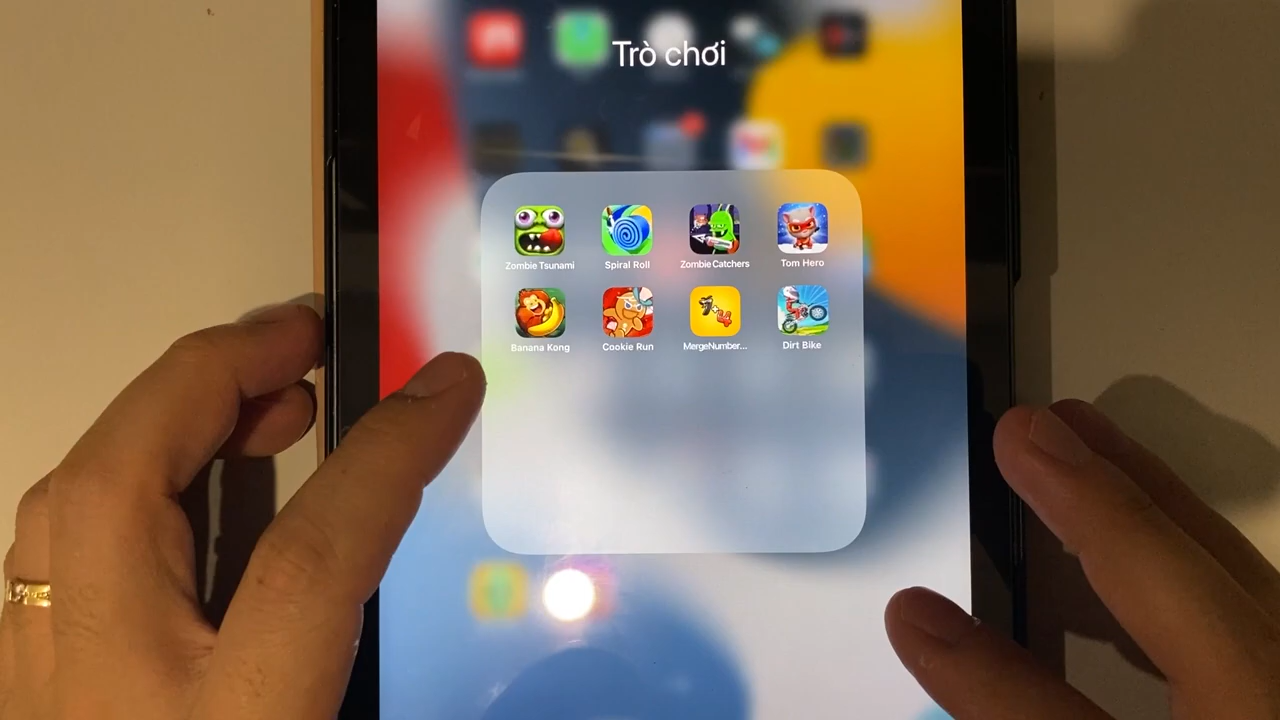 Trò chơi
Zombie Tsunami
Spiral Roll
Zombie Catchers
Tom Hero
Banana Kong
Cookie Run
MergeNumber...
Dirt Bike